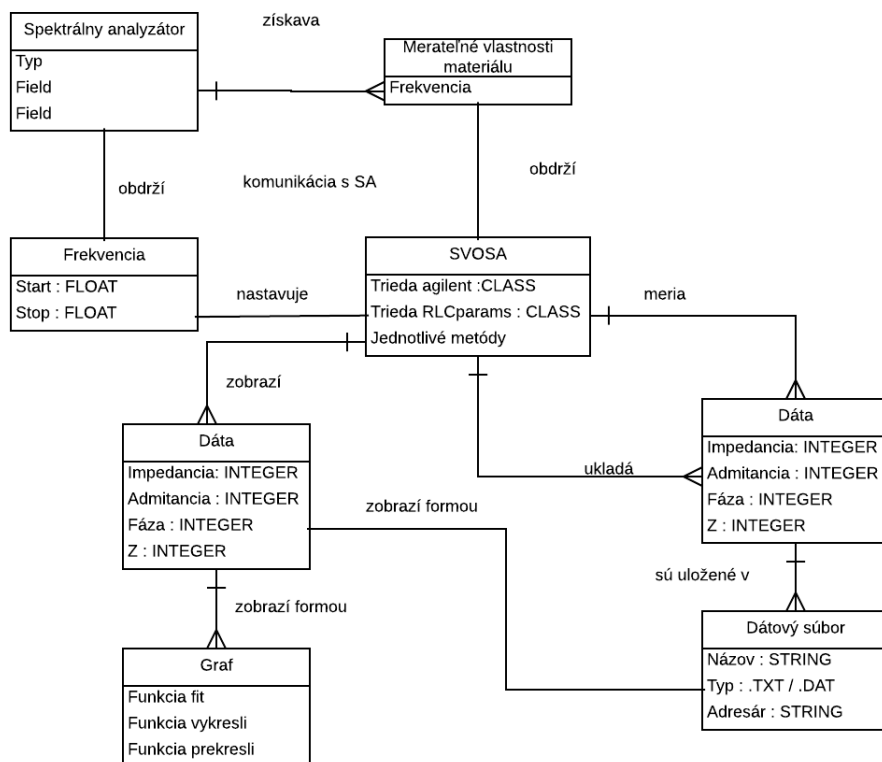 Spektrálny analyzátor
Typ
Field
Field
získava
Merateľné vlastnosti
materiálu
Frekvencia
obdrží
komunikácia s SA
obdrží
Frekvencia
Start : FLOAT
Stop : FLOAT
nastavuje
SVOSA
Trieda agilent :CLASS
Trieda RLCparams : CLASS
Jednotlivé metódy
meria
zobrazí
Dáta
Impedancia: INTEGER
Admitancia : INTEGER
Fáza : INTEGER
Z : INTEGER
ukladá
Dáta
Impedancia: INTEGER
Admitancia : INTEGER
Fáza : INTEGER
Z : INTEGER
zobrazí formou
sú uložené v
zobrazí formou
Graf
Funkcia fit
Funkcia vykresli
Funkcia prekresli
Dátový súbor
Názov : STRING
Typ : .TXT / .DAT
Adresár : STRING